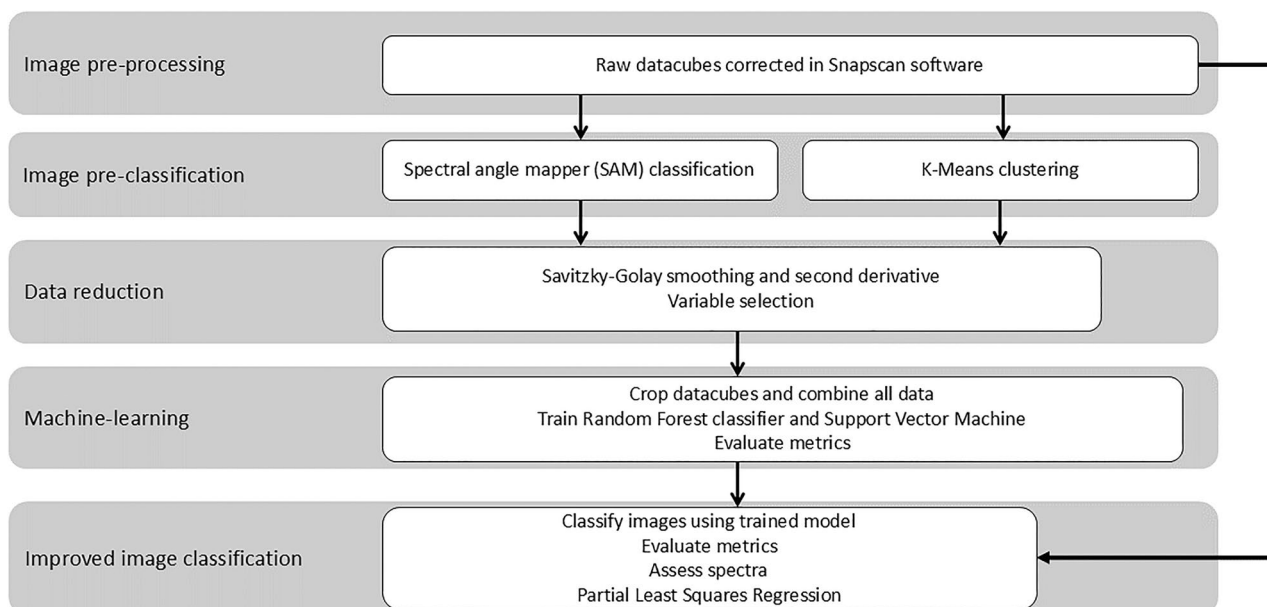 Image pre-processing
Raw datacubes corrected in Snapscan software
Image pre-classification
Spectral angle mapper (SAM) classification
K-Means clustering
Data reduction
Savitzky-Golay smoothing and second derivative
Variable selection
Machine-learning
Crop datacubes and combine all data
Train Random Forest classifier and Support Vector Machine
Evaluate metrics
Improved image classification
Classify images using trained model
Evaluate metrics
Assess spectra
Partial Least Squares Regression